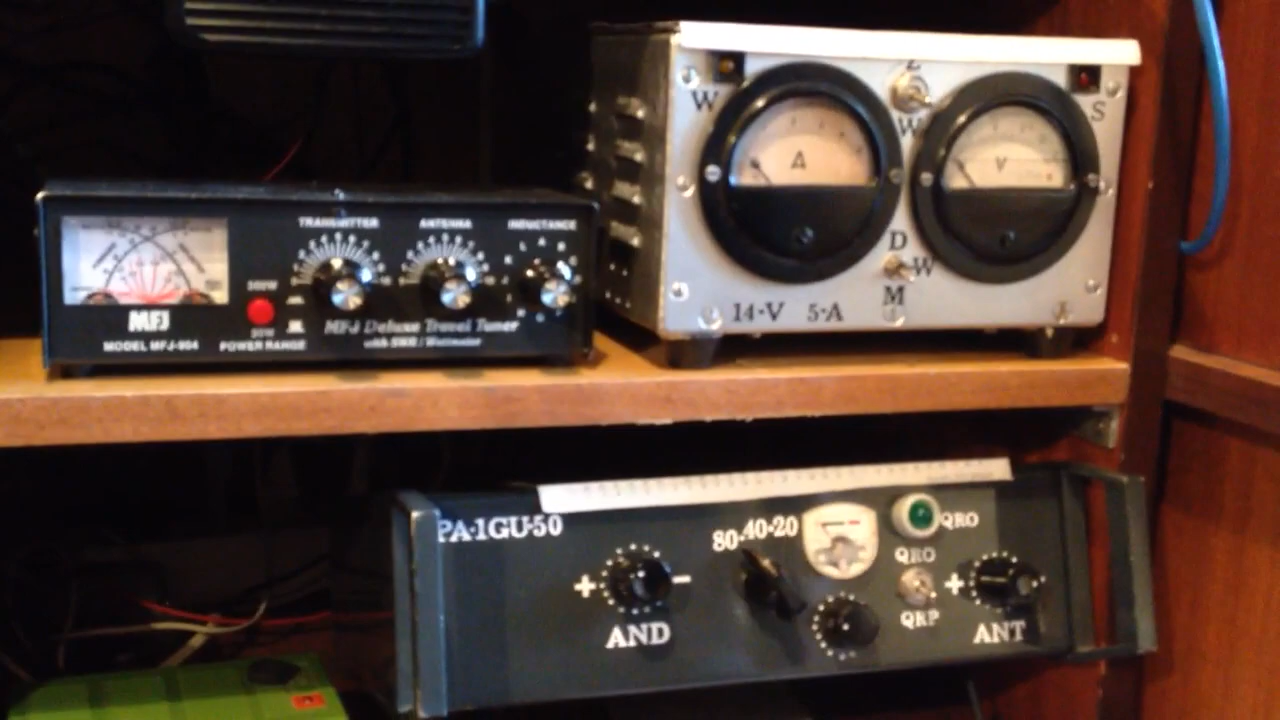 TRANSMITTER ANTENNA INDUCTANCE
300W
30W
MFJ
MODEL MFJ-904
POWER RANGE
MFJ Deluxe Travel Tuner
with SWR / Wattmeter
W
W
S
A
V
D
W
M
14-V 5-A
PA-1GU-50
80-40-20
QRO
QRO
QRP
+ -
AND
+
ANT